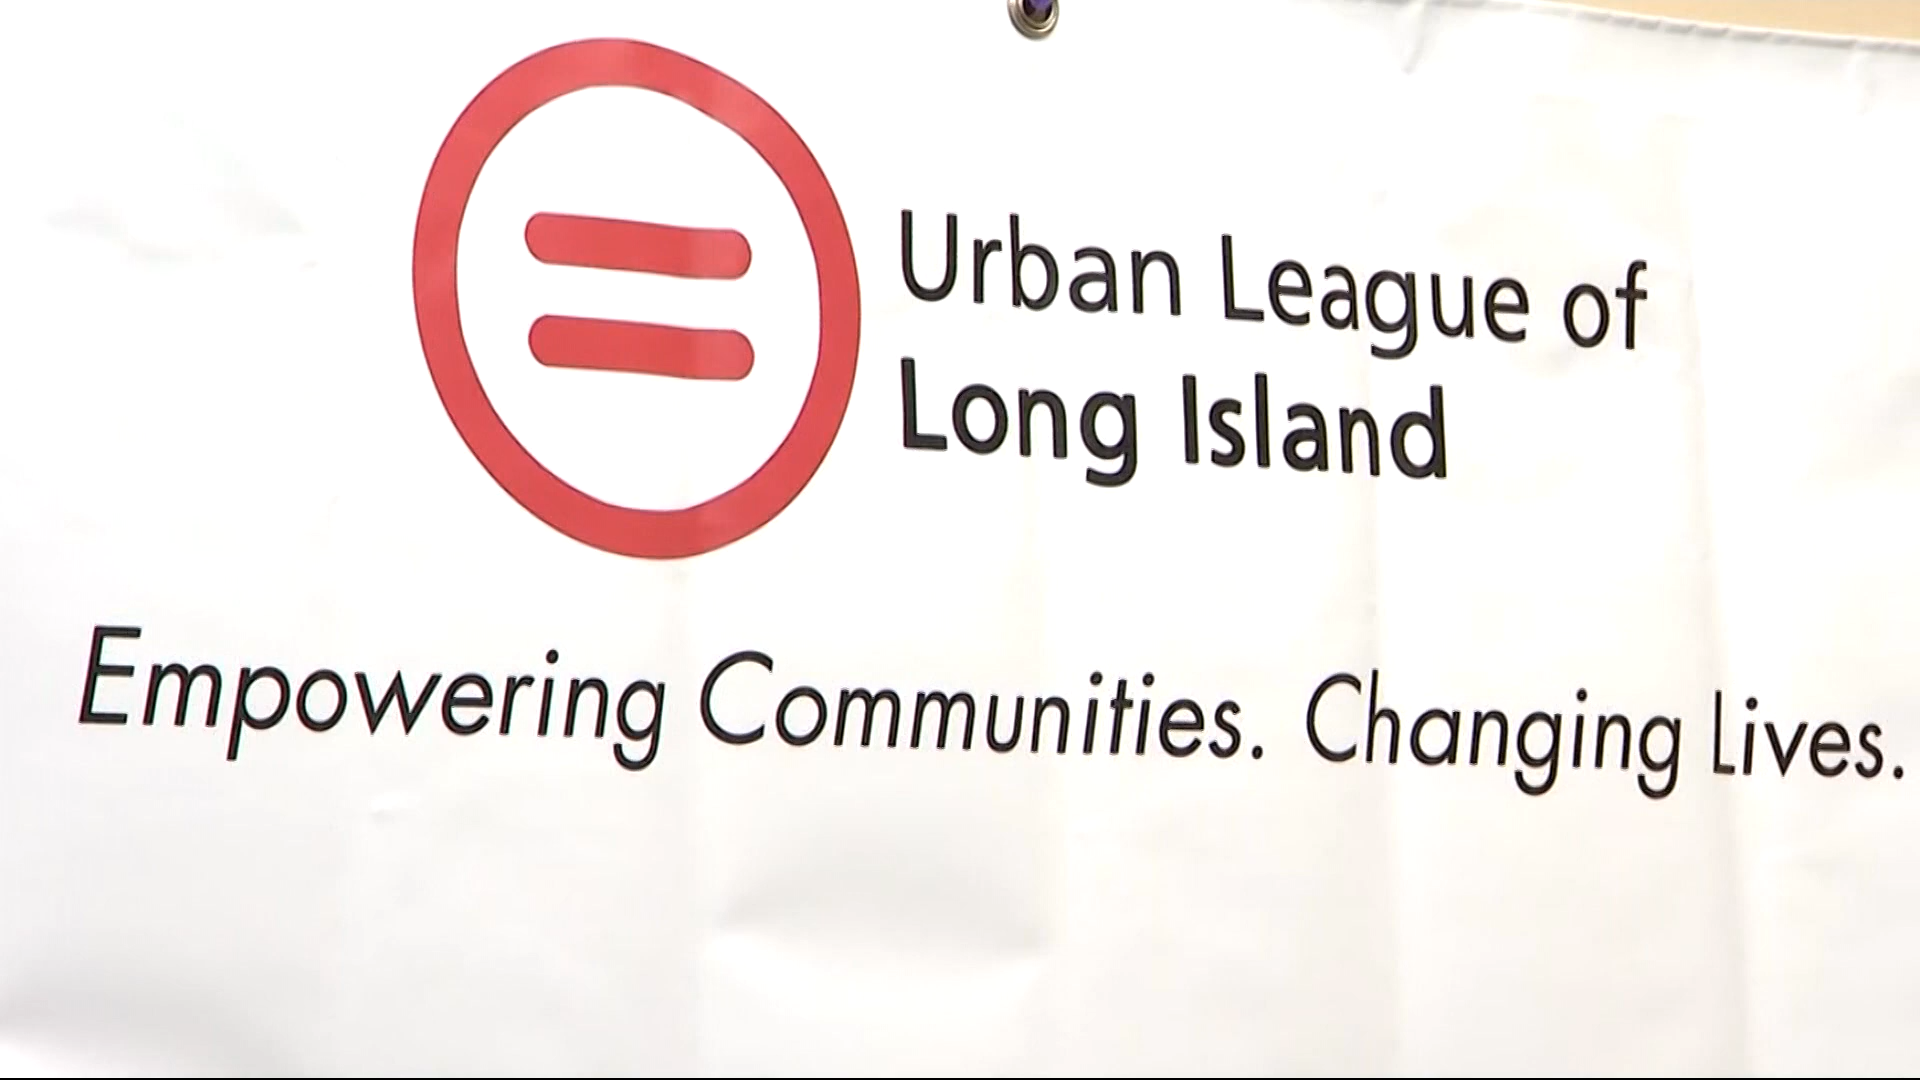 Urban League of
Long Island
Empowering Communities. Changing Lives.